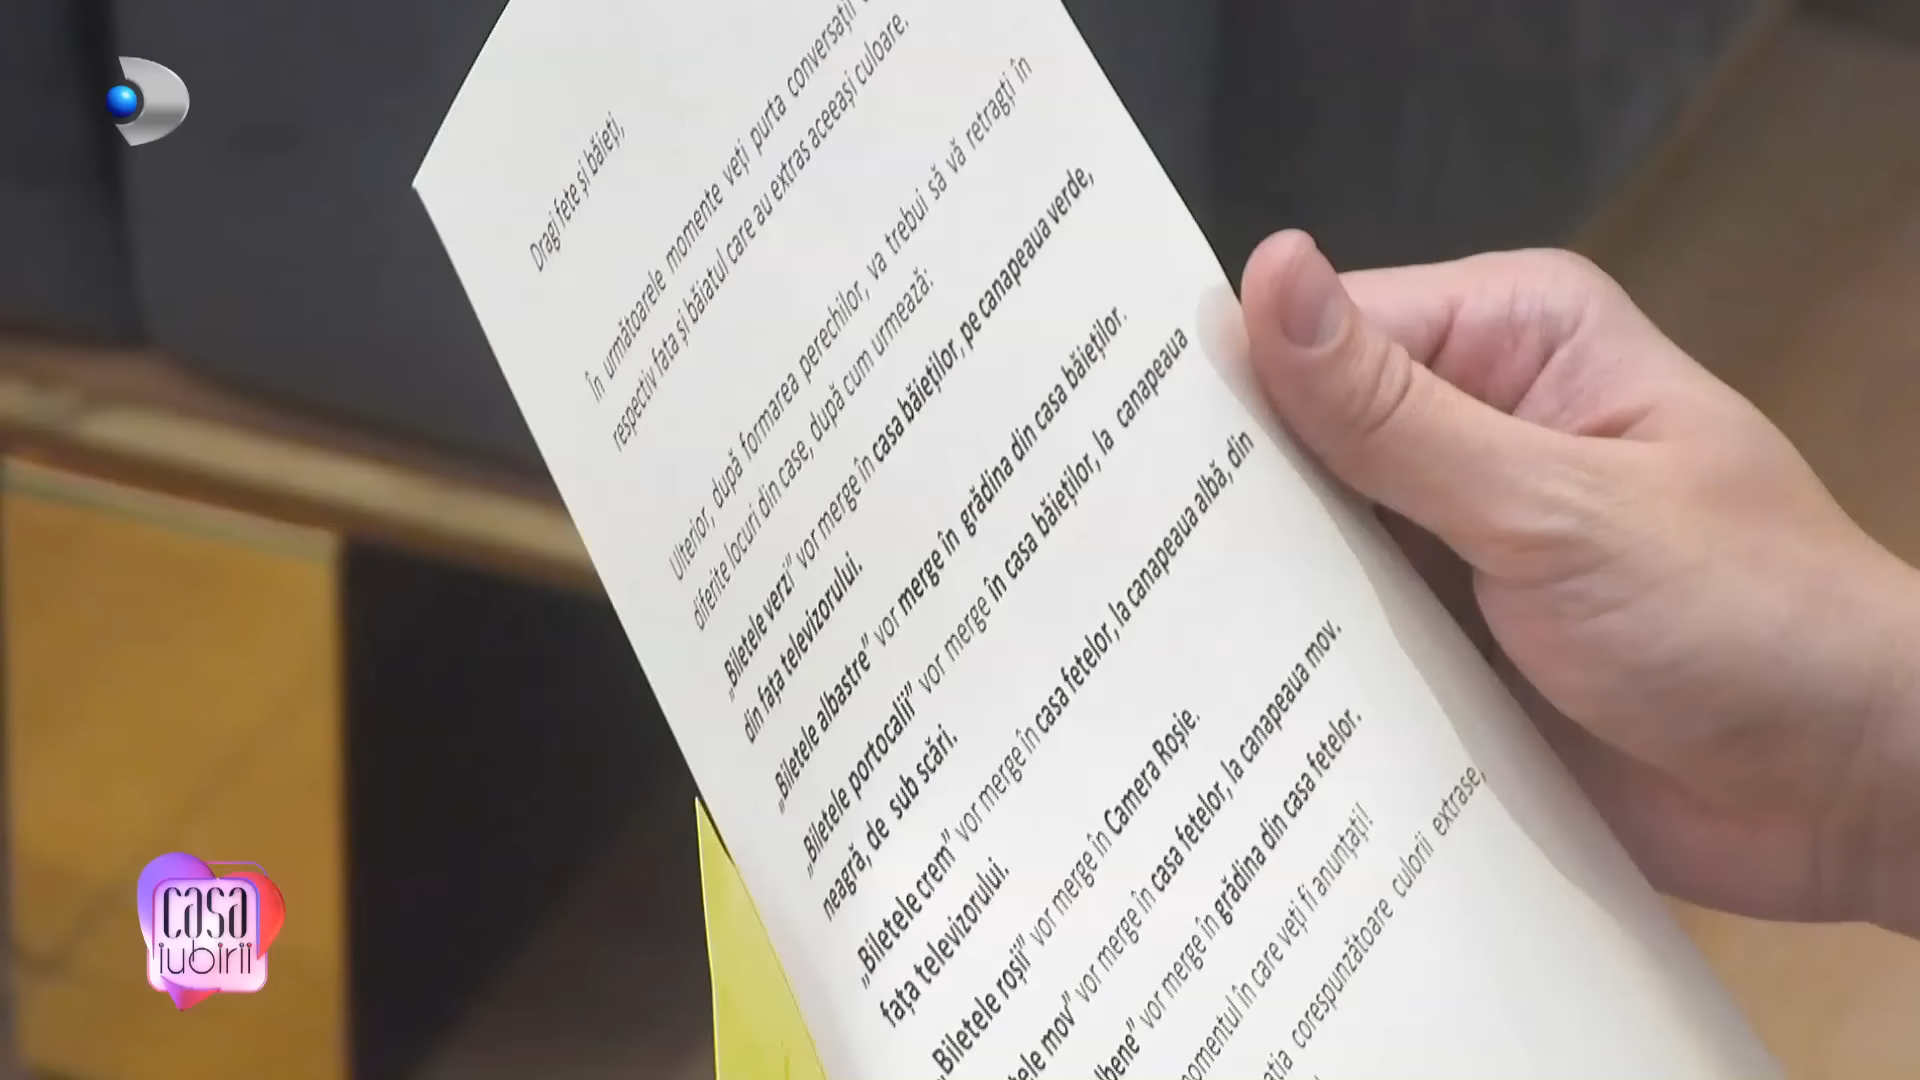 Dragi fete și băieți,
În următoarele momente veți purta conversații
respectiv fata și băiatul care au extras aceeași culoare.
Ulterior, după formarea perechilor, va trebui să vă retragți în
diferite locuri din case, după cum urmează:
„Biletele verzi” vor merge în casa băieților, pe canapeaua verde,
din fața televizorului.
„Biletele albastre” vor merge în grădina din casa băieților.
„Biletele portocalii” vor merge în casa băieților, la canapeaua
neagră, de sub scări.
„Biletele crem” vor merge în casa fetelor, la canapeaua albă, din
fața televizorului.
„Biletele roșii” vor merge în Camera Roșie.
mov” vor merge în casa fetelor, la canapeaua mov.
vor merge în grădina din casa fetelor.
în care veți fi anunțați!
corespunzătoare culorii extrase,
casa
iubirii